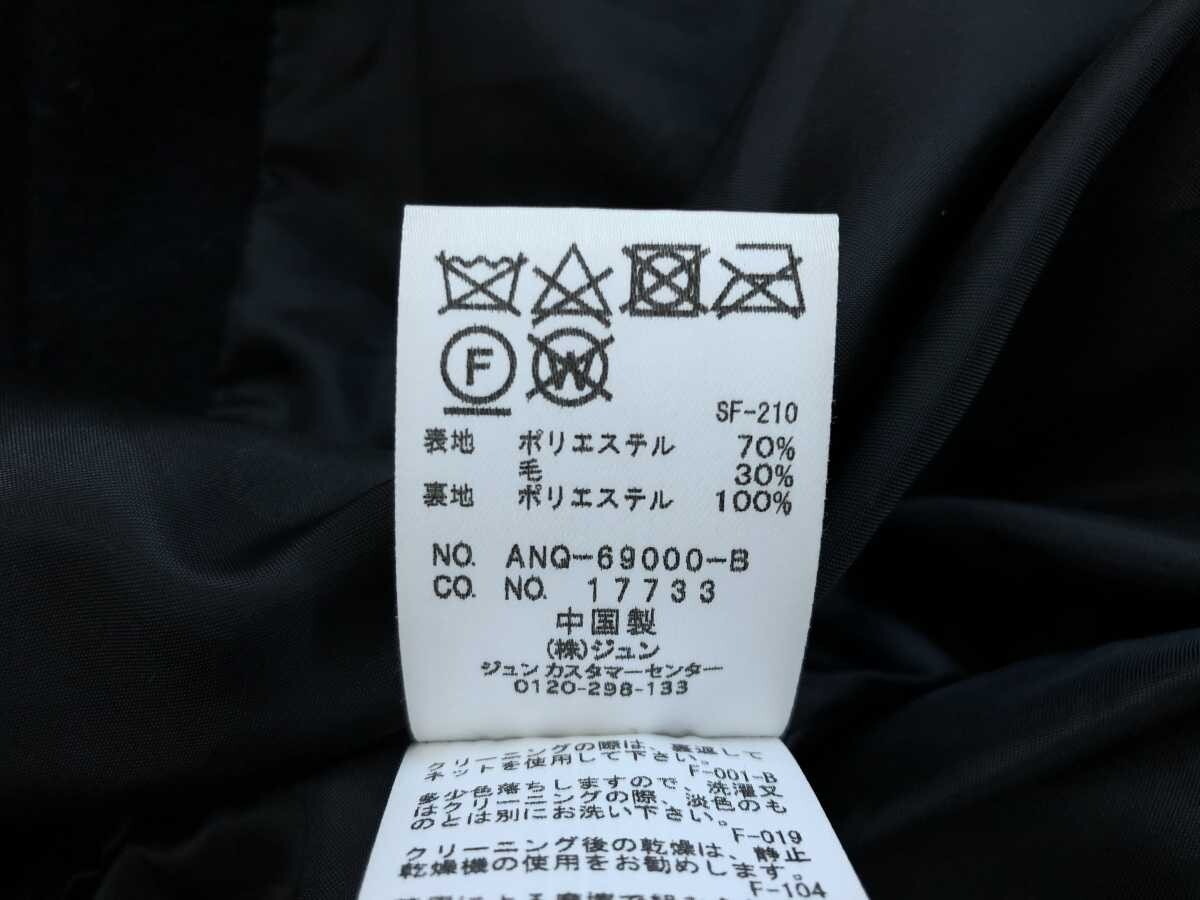 F W
SF-210
表地 ポリエステル 70%
毛 30%
裏地 ポリエステル 100%
NO. ANQ-69000-B
CO. NO. 17733
中国製
(株)ジュン
ジュン カスタマーセンター
0120-298-133
クリーニングの際は、裏返して
ネットを使用して下さい。
F-001-B
多少色落ちしますので、洗濯又
はクリーニングの際、淡色のも
のとは別にお洗い下さい。
F-019
クリーニング後の乾燥は、静止
乾燥機の使用をお勧めします。
F-104